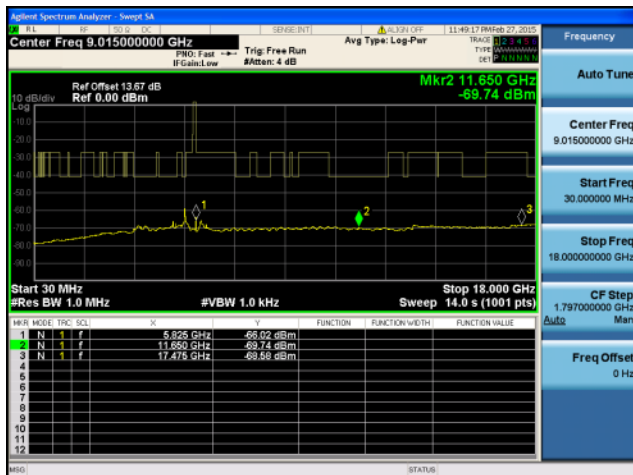 Agilent Spectrum Analyzer - Swept SA
RL RF 50 Ω DC SENSE:INT ALIGN OFF 11:49:17 PM Feb 27, 2015
Center Freq 9.015000000 GHz
PNO: Fast
IFGain:Low
Trig: Free Run
#Atten: 4 dB
Avg Type: Log-Pwr
TRACE 1 2 3 4 5 6
TYPE
DET P N N N N N
Frequency
Auto Tune
Center Freq
9.015000000 GHz
Start Freq
30.000000 MHz
Stop Freq
18.000000000 GHz
CF Step
1.797000000 GHz
Auto Man
Freq Offset
0 Hz
Ref Offset 13.67 dB
10 dB/div Ref 0.00 dBm
Log
Mkr2 11.650 GHz
-69.74 dBm
-10.0
-20.0
-30.0
-40.0
-50.0
-60.0
-70.0
-80.0
-90.0
1
2
3
Start 30 MHz Stop 18.000 GHz
#Res BW 1.0 MHz #VBW 1.0 kHz Sweep 14.0 s (1001 pts)
MKR MODE TRC SCL X Y FUNCTION FUNCTION WIDTH FUNCTION VALUE
1 N 1 f 5.825 GHz -66.02 dBm
2 N 1 f 11.650 GHz -69.74 dBm
3 N 1 f 17.475 GHz -68.58 dBm
4
5
6
7
8
9
10
11
12
MSG STATUS